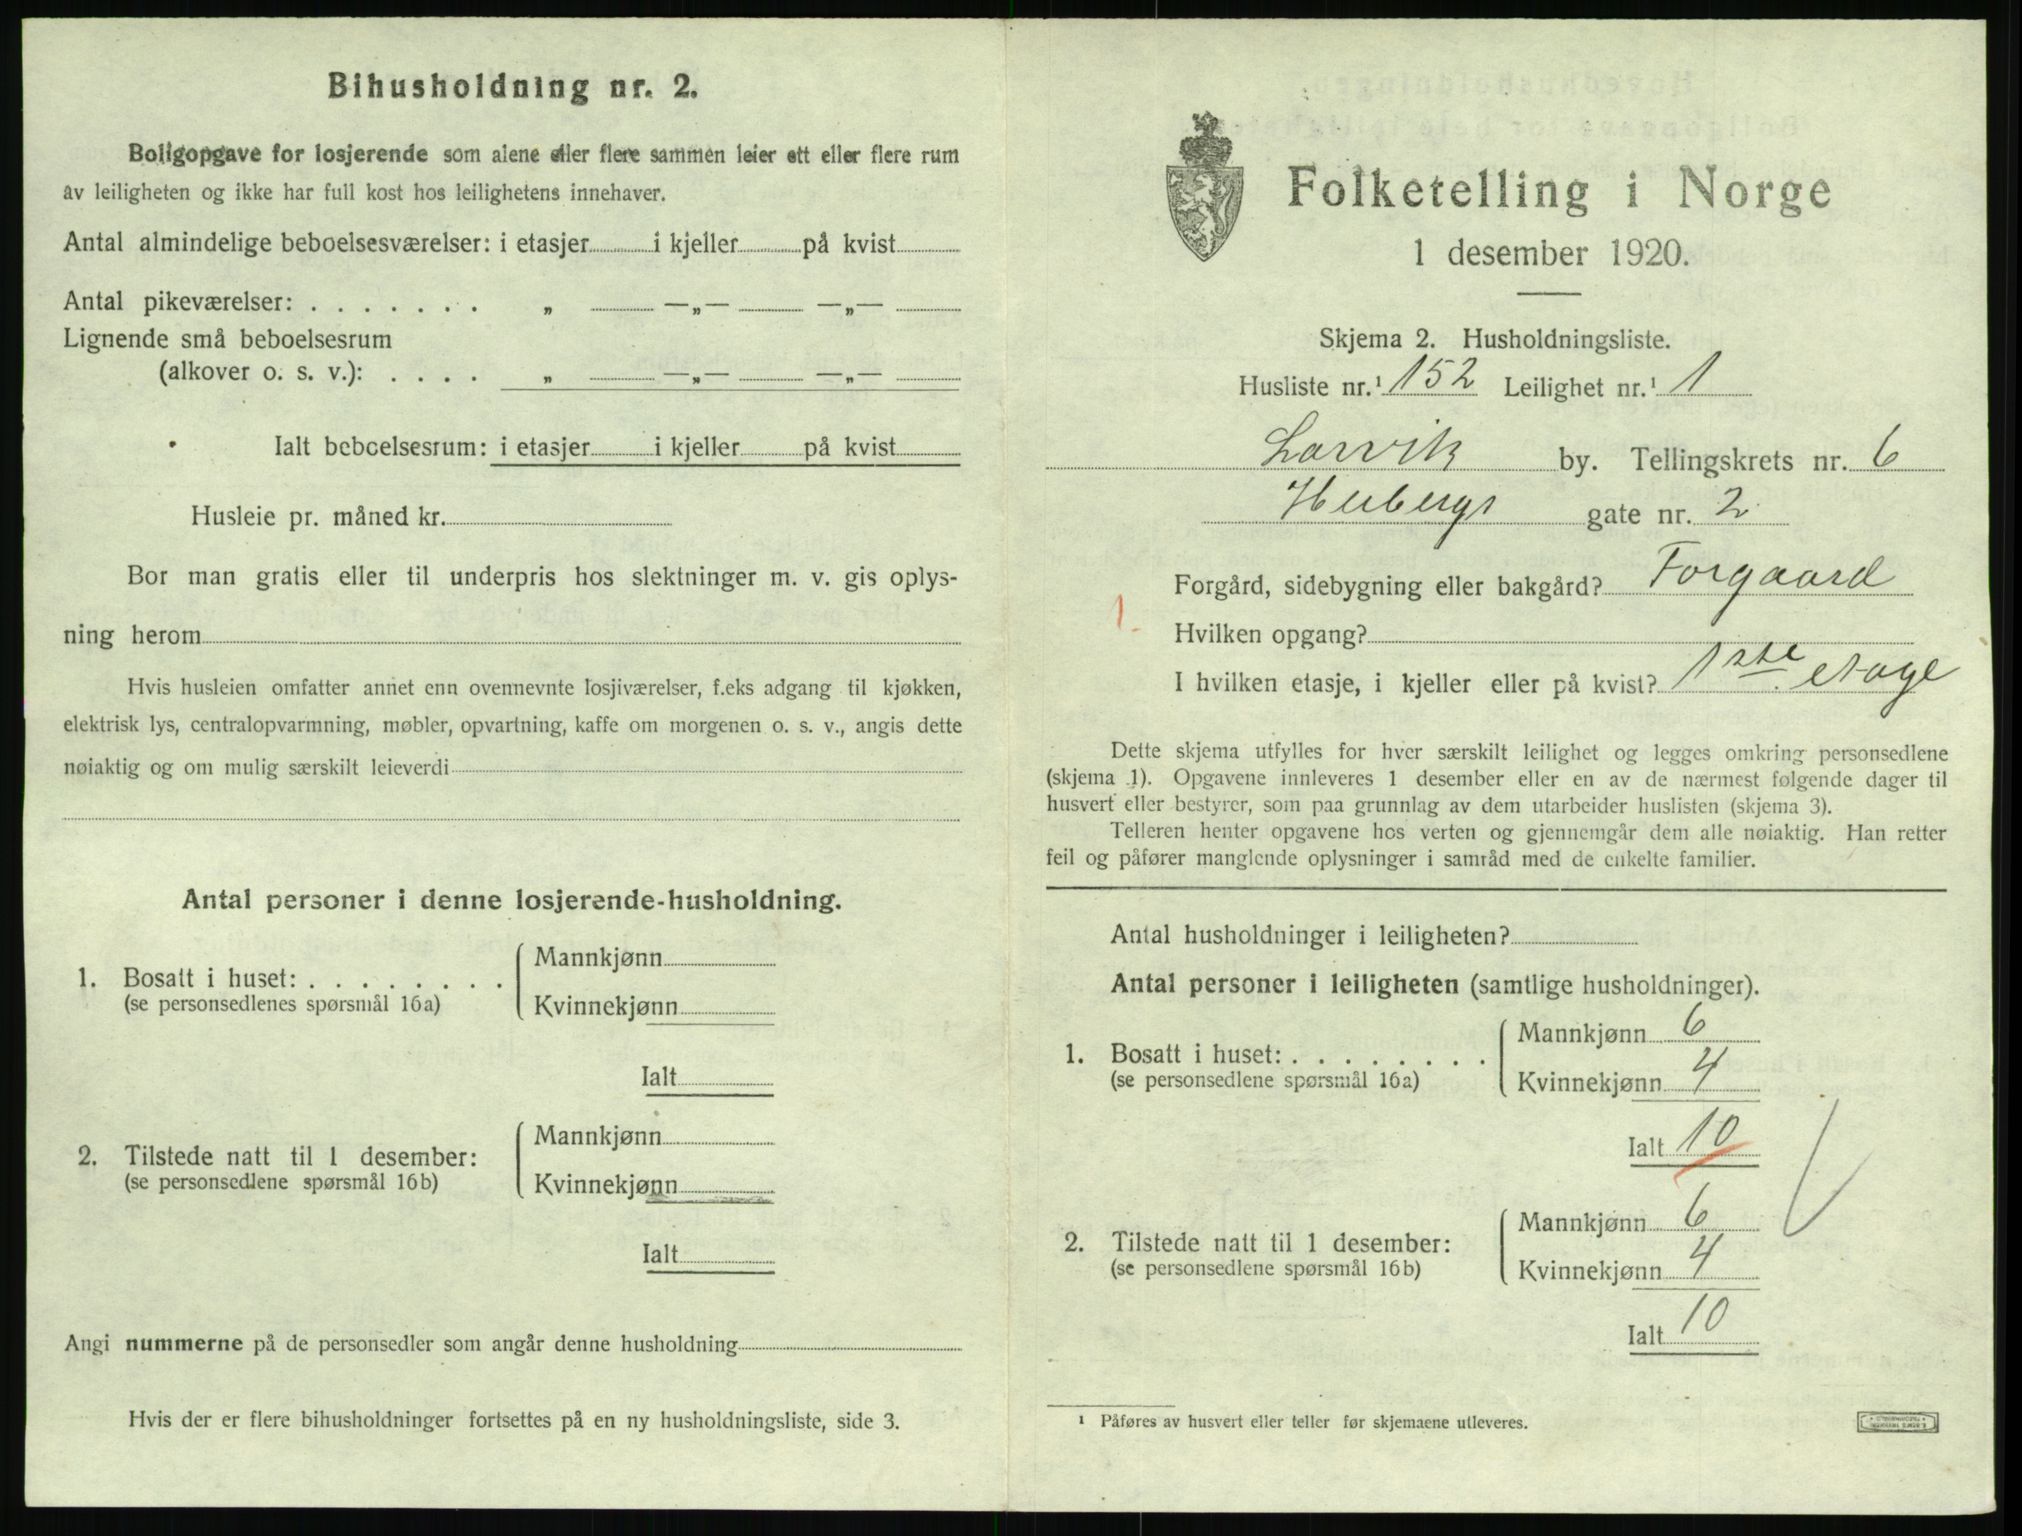 Bihusholdning nr. 2.
Boligopgave for losjerende som alene eller flere sammen leier ett eller flere rum
av leiligheten og ikke har full kost hos leilighetens innehaver.
Antal almindelige beboelsesværelser: i etasjer i kjeller på kvist
Antal pikeværelser: . . . . . . . „ —„— —„—
Lignende små beboelsesrum
(alkover o. s. v.): . . . . „ —„— —„—
Ialt beboelsesrum: i etasjer i kjeller på kvist
Husleie pr. måned kr.
Bor man gratis eller til underpris hos slektninger m. v. gis oplys-
ning herom
Hvis husleien omfatter annet enn ovennevnte losjiværelser, f.eks adgang til kjøkken,
elektrisk lys, centralopvarmning, møbler, opvartning, kaffe om morgenen o. s. v., angis dette
nøiaktig og om mulig særskilt leieverdi
Antal personer i denne losjerende-husholdning.
Mannkjønn
1. Bosatt i huset: . . . . . . . .
(se personsedlenes spørsmål 16a)
Kvinnekjønn
Ialt
Mannkjønn
2. Tilstede natt til 1 desember:
(se personsedlene spørsmål 16b)
Kvinnekjønn
Ialt
Angi nummerne på de personsedler som angår denne husholdning
Hvis der er flere bihusholdninger fortsettes på en ny husholdningsliste, side 3.
Folketelling i Norge
1 desember 1920.
Skjema 2. Husholdningsliste.
Husliste nr.¹ 152 Leilighet nr.¹ 1
Larvik by. Tellingskrets nr. 6
gate nr. 2
Forgård, sidebygning eller bakgård? Forgaard
1.
Hvilken opgang?
I hvilken etasje, i kjeller eller på kvist? 1ste etage
Dette skjema utfylles for hver særskilt leilighet og legges omkring personsedlene
(skjema 1). Opgavene innleveres 1 desember eller en av de nærmest følgende dager til
husvert eller bestyrer, som paa grunnlag av dem utarbeider huslisten (skjema 3).
Telleren henter opgavene hos verten og gjennemgår dem alle nøiaktig. Han retter
feil og påfører manglende oplysninger i samråd med de enkelte familier.
Antal husholdninger i leiligheten?
Antal personer i leiligheten (samtlige husholdninger).
Mannkjønn 6
1. Bosatt i huset: . . . . . . . .
(se personsedlene spørsmål 16a)
Kvinnekjønn 4
Ialt 10
Mannkjønn 6
2. Tilstede natt til 1 desember:
(se personsedlene spørsmål 16b)
Kvinnekjønn 4
Ialt 10
¹ Påføres av husvert eller teller før skjemaene utleveres.